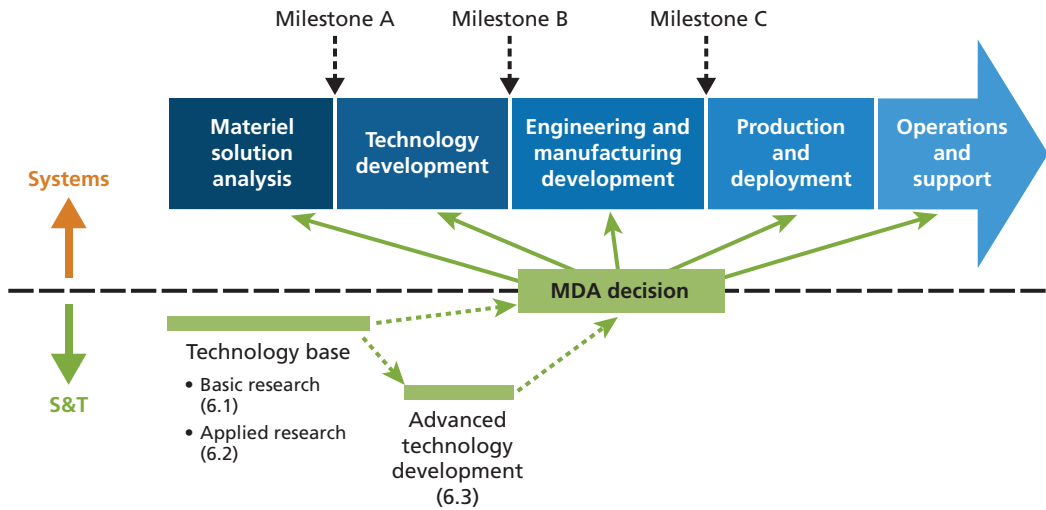 Milestone A
Milestone B
Milestone C
Materiel
solution
analysis
Technology
development
Engineering and
manufacturing
development
Production
and
deployment
Operations
and
support
Systems
MDA decision
Technology base
• Basic research
(6.1)
• Applied research
(6.2)
S&T
Advanced
technology
development
(6.3)